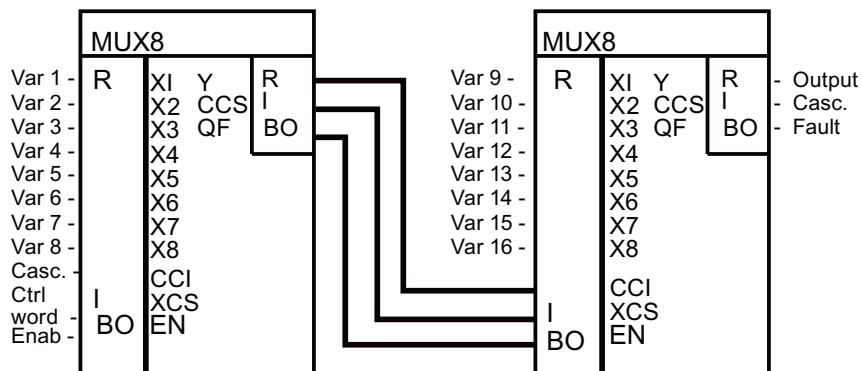 MUX8
Var 1 - R XI Y R
Var 2 - X2 CCS I
Var 3 - X3 QF BO
Var 4 - X4
Var 5 - X5
Var 6 - X6
Var 7 - X7
Var 8 - X8
Casc. - CCI
Ctrl I XCS
word - BO EN
Enab -
MUX8
Var 9 - R XI Y R - Output
Var 10 - X2 CCS I - Casc.
Var 11 - X3 QF BO - Fault
Var 12 - X4
Var 13 - X5
Var 14 - X6
Var 15 - X7
Var 16 - X8
CCI
I XCS
BO EN